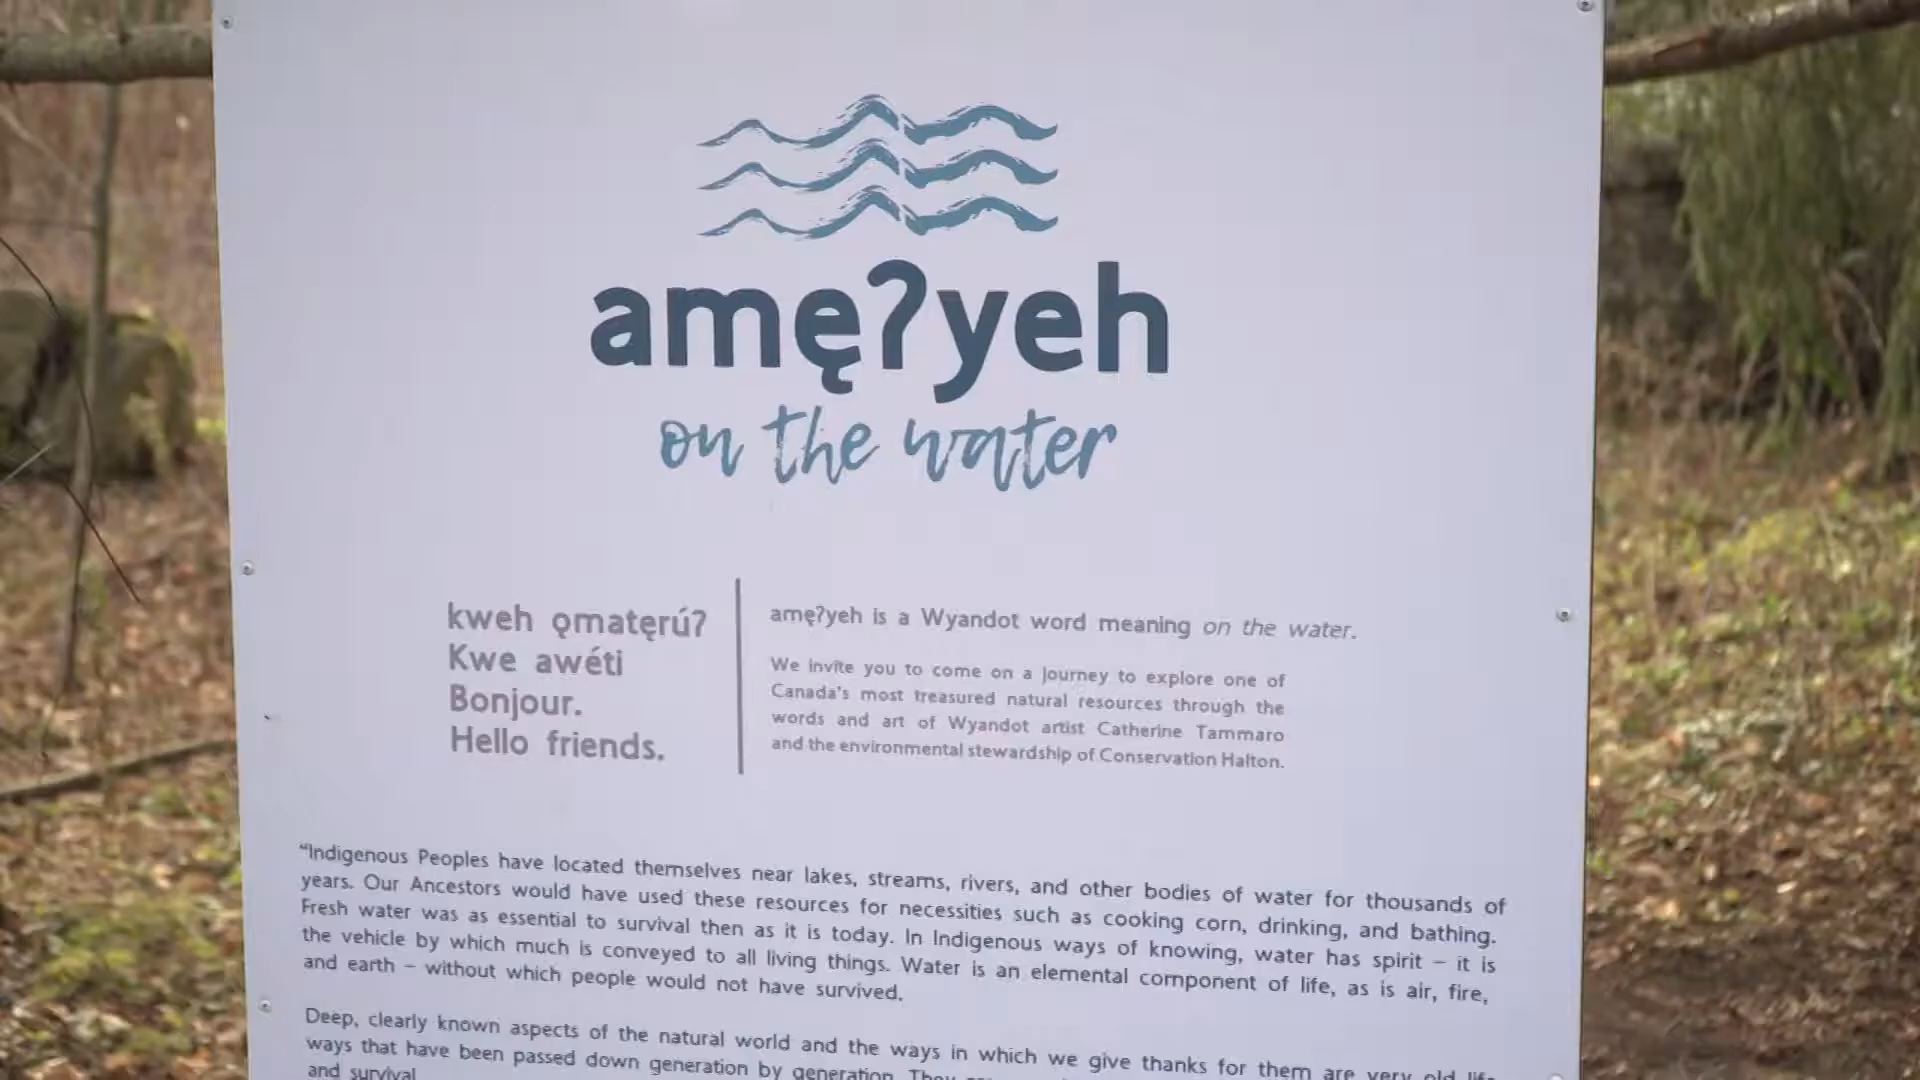 amę?yeh
on the water
kweh ǫmatęrú?
Kwe awéti
Bonjour.
Hello friends.
amę?yeh is a Wyandot word meaning on the water.
We invite you to come on a journey to explore one of
Canada's most treasured natural resources through the
words and art of Wyandot artist Catherine Tammaro
and the environmental stewardship of Conservation Halton.
“Indigenous Peoples have located themselves near lakes, streams, rivers, and other bodies of water for thousands of
years. Our Ancestors would have used these resources for necessities such as cooking corn, drinking, and bathing.
Fresh water was as essential to survival then as it is today. In Indigenous ways of knowing, water has spirit – it is
the vehicle by which much is conveyed to all living things. Water is an elemental component of life, as is air, fire,
and earth – without which people would not have survived.
Deep, clearly known aspects of the natural world and the ways in which we give thanks for them are very old life
ways that have been passed down generation by generation. They
and survival